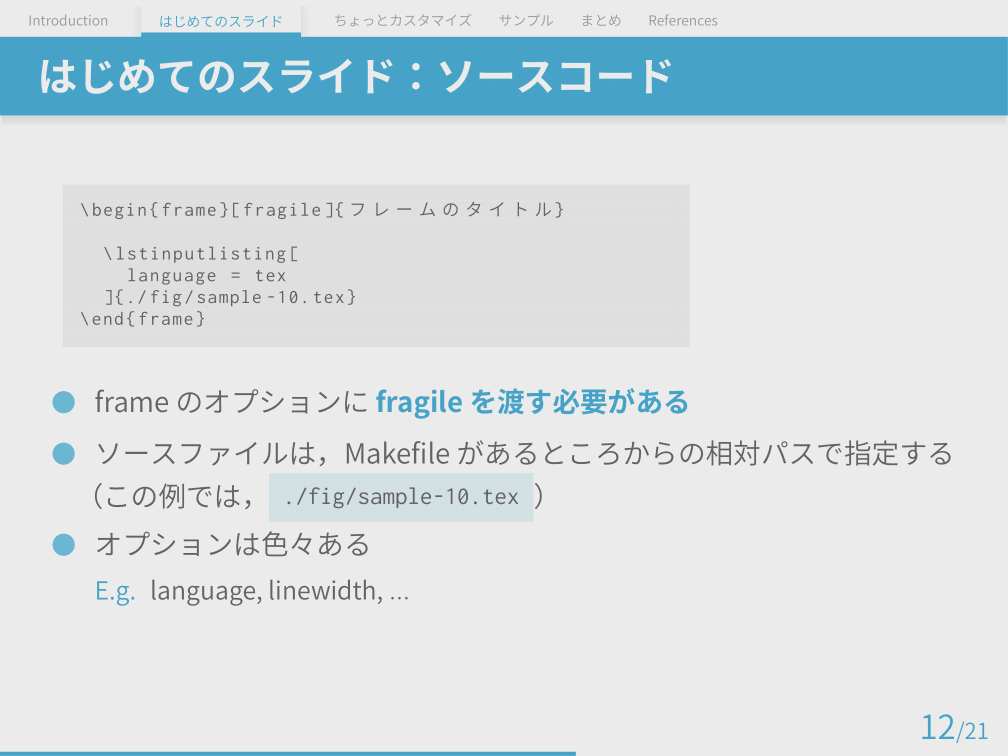 Introduction はじめてのスライド ちょっとカスタマイズ サンプル まとめ References
はじめてのスライド：ソースコード
\begin{frame}[fragile]{フレームのタイトル}
\lstinputlisting[
language = tex
]{./fig/sample-10.tex}
\end{frame}
frame のオプションに fragile を渡す必要がある
ソースファイルは，Makefile があるところからの相対パスで指定する
（この例では， ./fig/sample-10.tex ）
オプションは色々ある
E.g. language, linewidth, ...
12/21